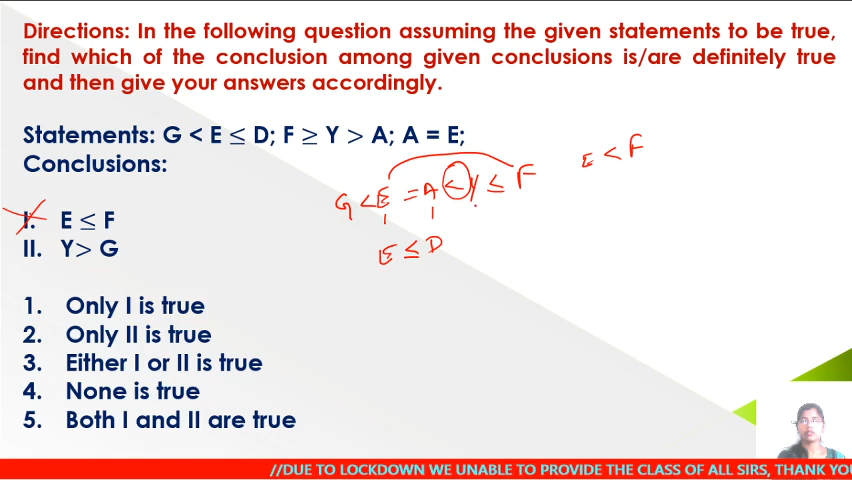 Directions: In the following question assuming the given statements to be true,
find which of the conclusion among given conclusions is/are definitely true
and then give your answers accordingly.
Statements: G < E ≤ D; F ≥ Y > A; A = E;
Conclusions:
E < F
G < E = A < Y ≤ F
I. E ≤ F
II. Y> G
E ≤ D
1. Only I is true
2. Only II is true
3. Either I or II is true
4. None is true
5. Both I and II are true
//DUE TO LOCKDOWN WE UNABLE TO PROVIDE THE CLASS OF ALL SIRS, THANK YOU